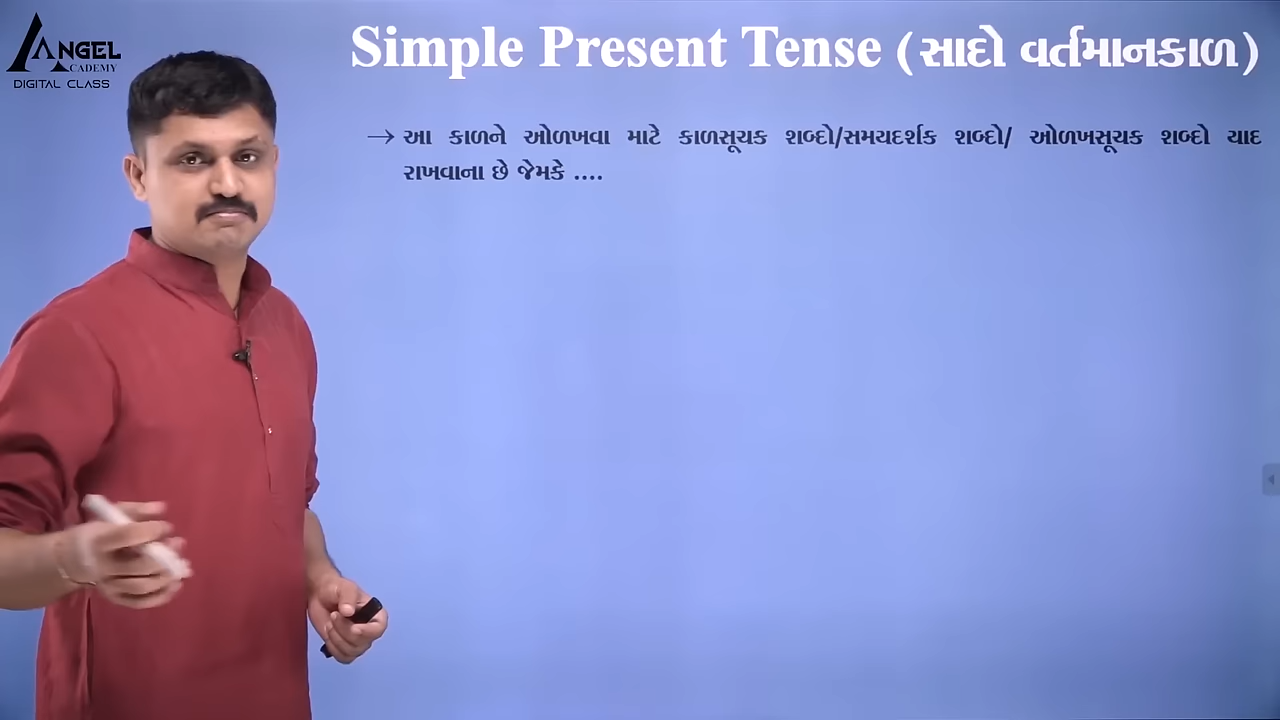 ANGEL
ACADEMY
DIGITAL CLASS
Simple Present Tense (સાદો વર્તમાનકાળ)
→ આ કાળને ઓળખવા માટે કાળસૂચક શબ્દો/સમયદર્શક શબ્દો/ ઓળખસૂચક શબ્દો યાદ
રાખવાના છે જેમકે ....